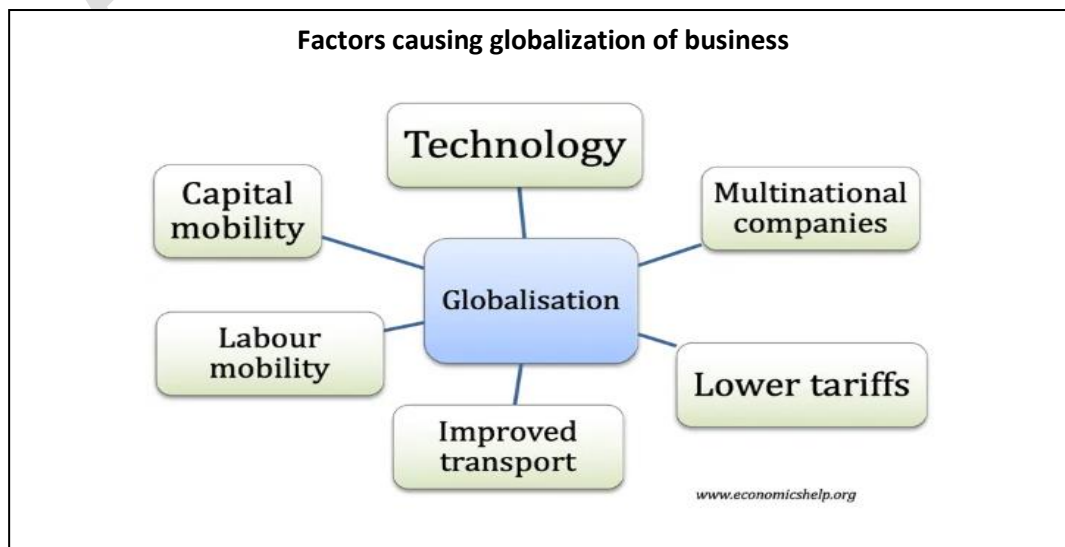 Factors causing globalization of business
Technology
Capital
mobility
Multinational
companies
Globalisation
Labour
mobility
Lower tariffs
Improved
transport
www.economicshelp.org